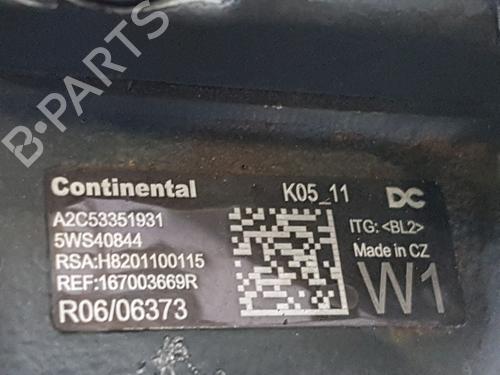 B-PARTS
Continental K05_11 DC
A2C53351931
5WS40844
RSA:H8201100115
REF:167003669R
R06/06373
ITG: <BL2>
Made in CZ
W1